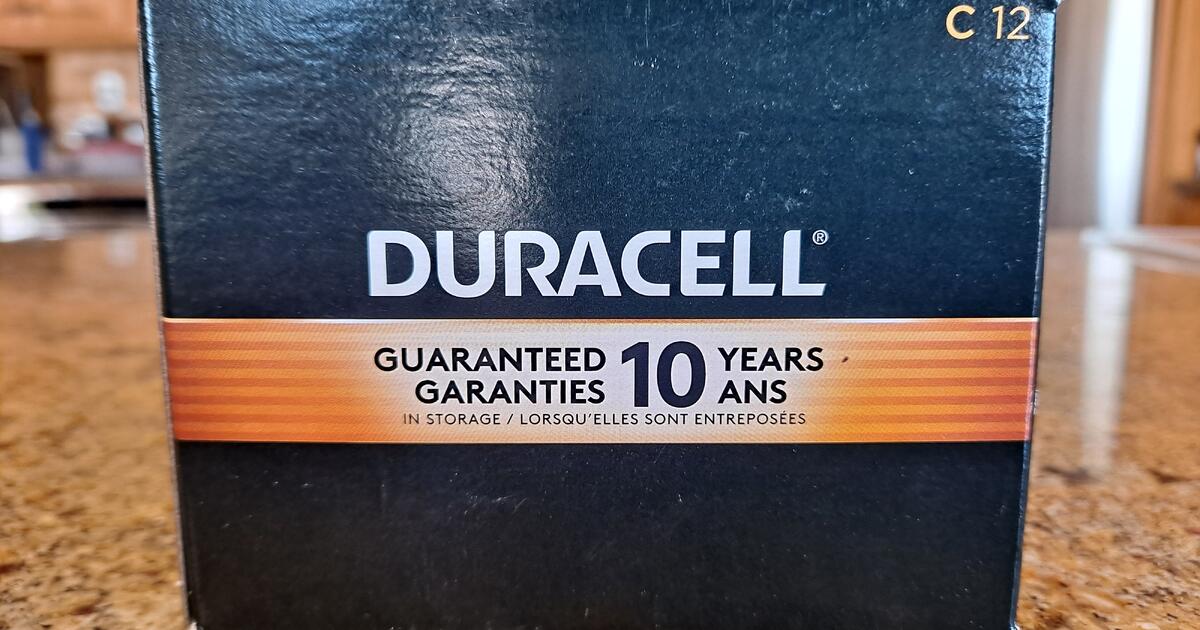 C 12
DURACELL®
GUARANTEED 10 YEARS
GARANTIES ANS
IN STORAGE / LORSQU'ELLES SONT ENTREPOSÉES